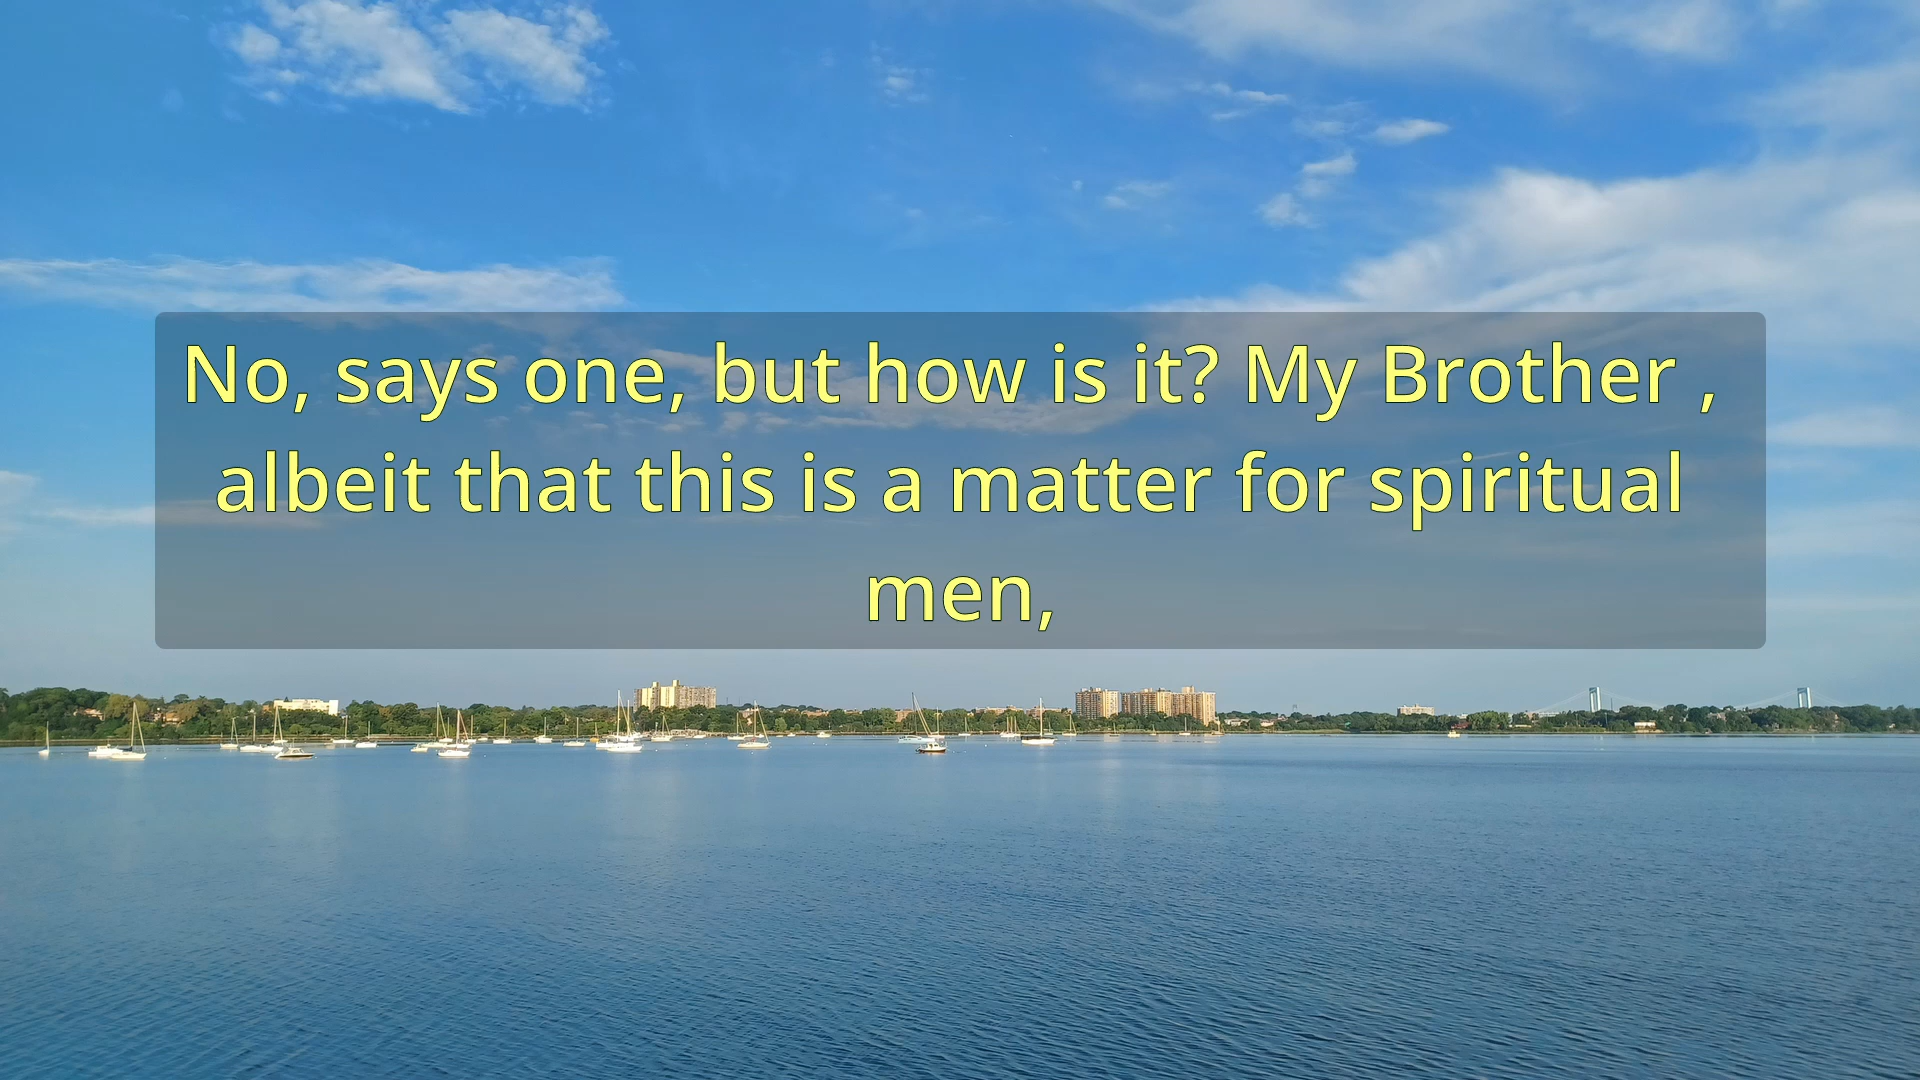 No, says one, but how is it? My Brother ,
albeit that this is a matter for spiritual
men,